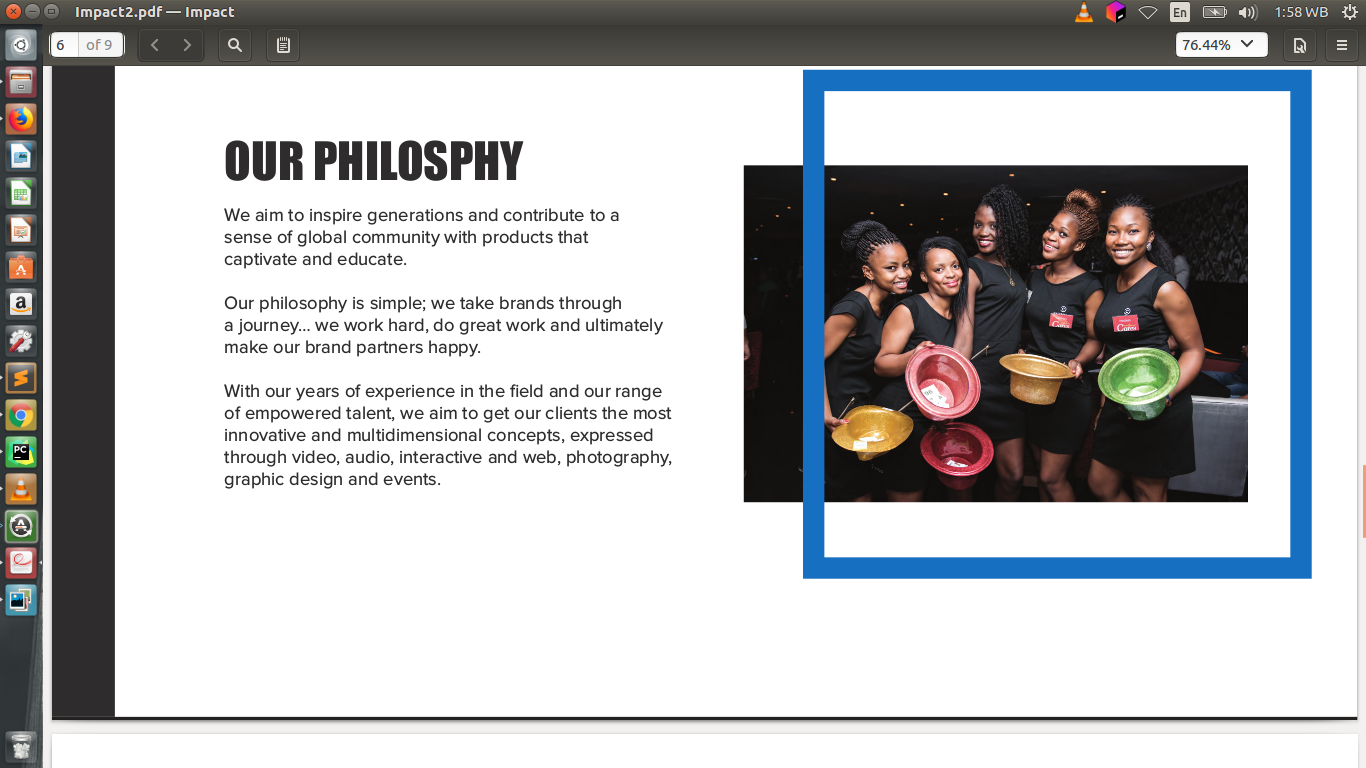 Impact2.pdf — Impact
En
1:58 WB
6 of 9
76.44%
OUR PHILOSPHY
We aim to inspire generations and contribute to a
sense of global community with products that
captivate and educate.
Our philosophy is simple; we take brands through
a journey... we work hard, do great work and ultimately
make our brand partners happy.
With our years of experience in the field and our range
of empowered talent, we aim to get our clients the most
innovative and multidimensional concepts, expressed
through video, audio, interactive and web, photography,
graphic design and events.
PC